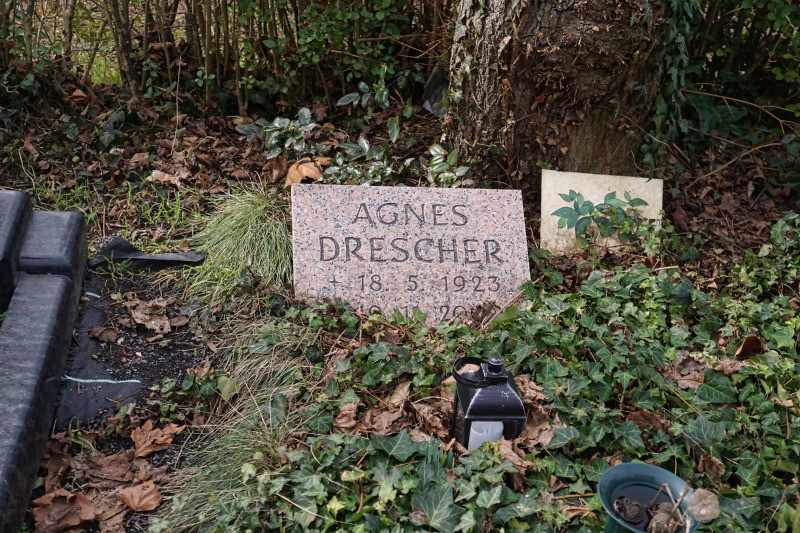 AGNES
DRESCHER
+ 18. 5. 1923